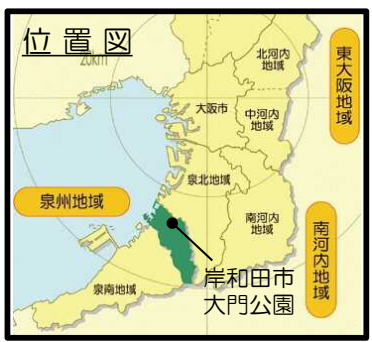 位置図
20km
北河内
地域
東大阪地域
大阪市
中河内
地域
泉北地域
泉州地域
南河内
地域
南河内地域
岸和田市
大門公園
泉南地域